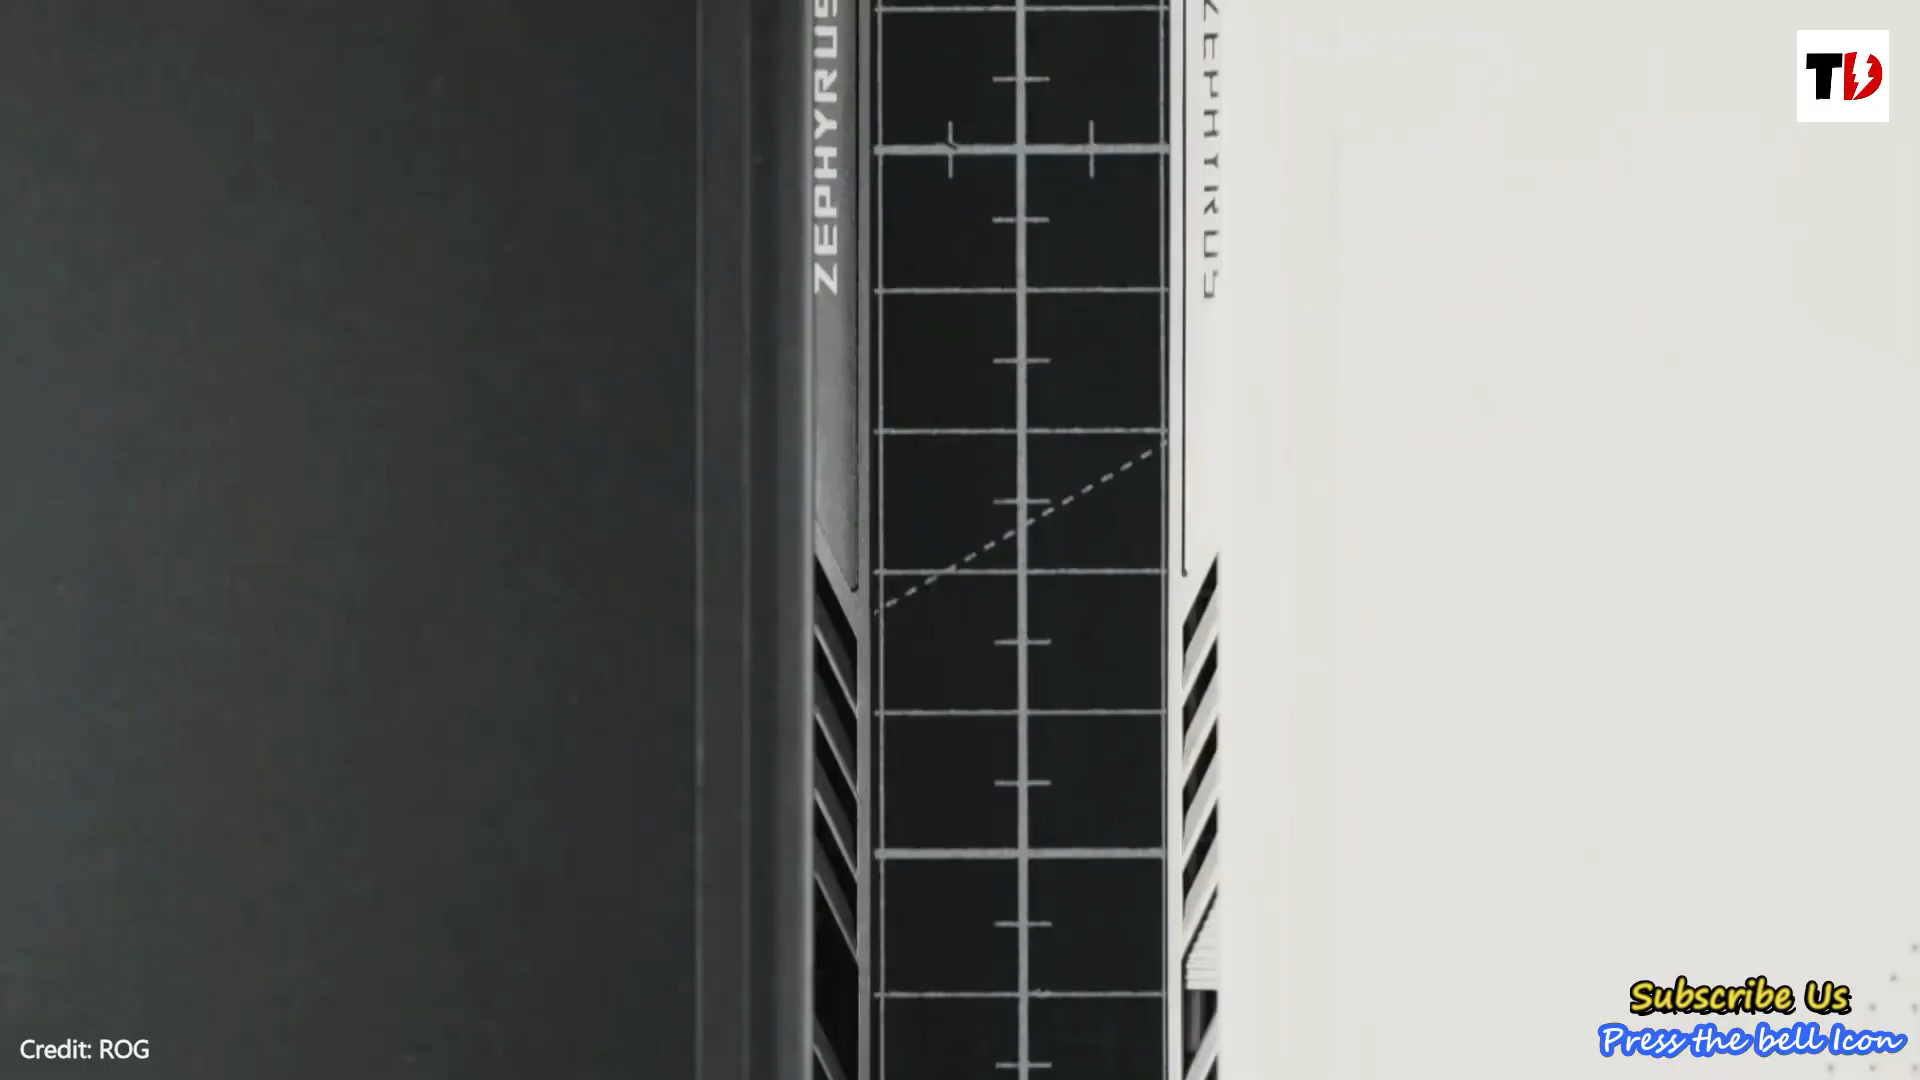 ZEPHYRUS
ZEPHYRUS
TD
Subscribe Us
Press the bell Icon
Credit: ROG